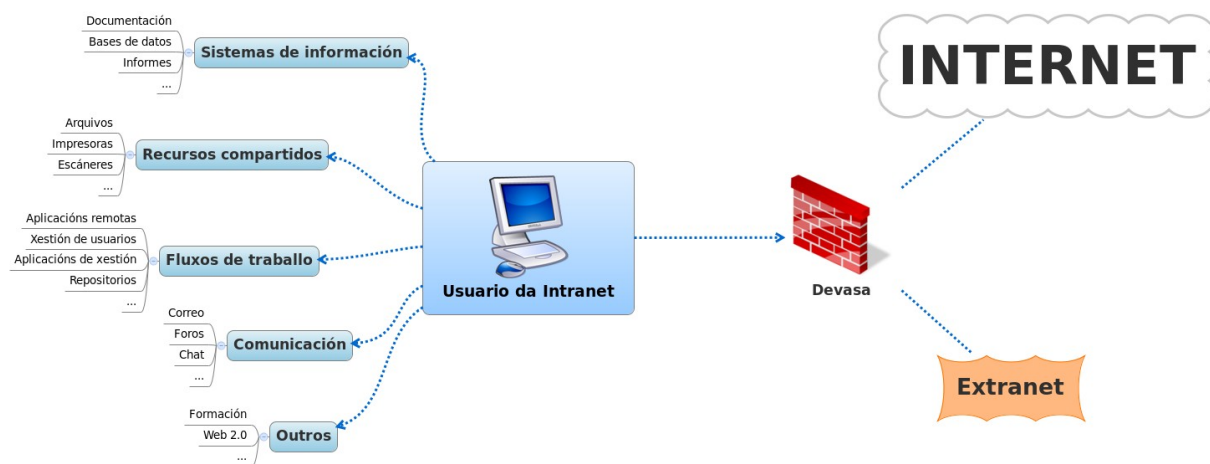 Documentación
Bases de datos
Informes
...
Sistemas de información
Arquivos
Impresoras
Escáneres
...
Recursos compartidos
Aplicacións remotas
Xestión de usuarios
Aplicacións de xestión
Repositorios
...
Fluxos de traballo
Correo
Foros
Chat
...
Comunicación
Formación
Web 2.0
...
Outros
Usuario da Intranet
Devasa
INTERNET
Extranet